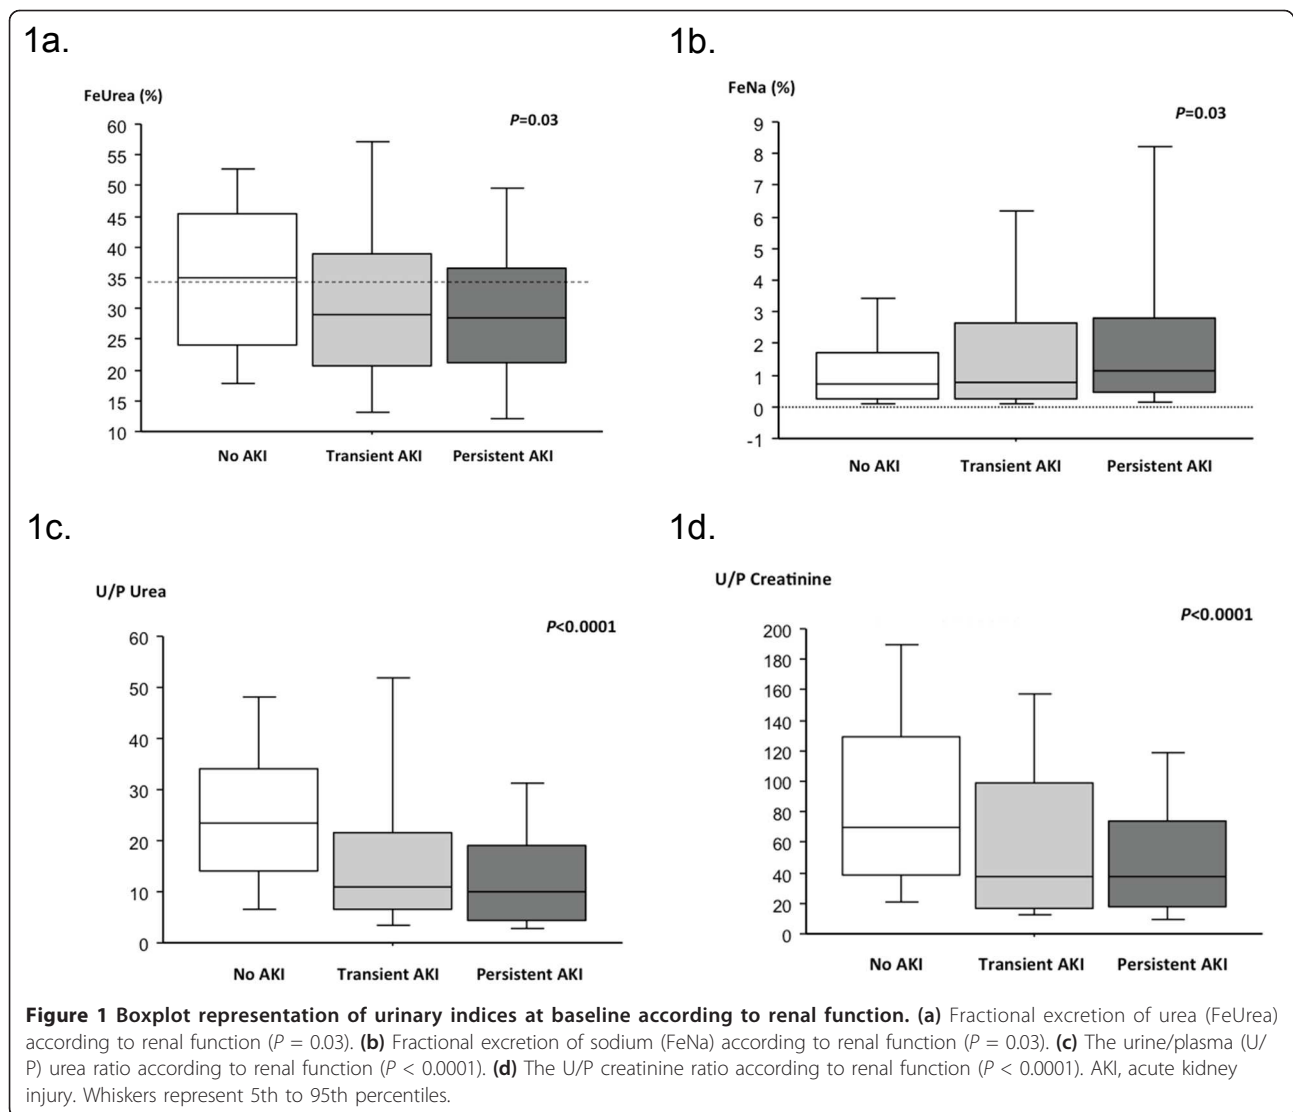 1a.
FeUrea (%)
P=0.03
60
55
50
45
40
35
30
25
20
15
10
No AKI Transient AKI Persistent AKI
1b.
FeNa (%)
P=0.03
9
8
7
6
5
4
3
2
1
0
-1
No AKI Transient AKI Persistent AKI
1c.
U/P Urea
P<0.0001
60
50
40
30
20
10
0
No AKI Transient AKI Persistent AKI
1d.
U/P Creatinine
P<0.0001
200
180
160
140
120
100
80
60
40
20
0
No AKI Transient AKI Persistent AKI
Figure 1 Boxplot representation of urinary indices at baseline according to renal function. (a) Fractional excretion of urea (FeUrea)
according to renal function (P = 0.03). (b) Fractional excretion of sodium (FeNa) according to renal function (P = 0.03). (c) The urine/plasma (U/
P) urea ratio according to renal function (P < 0.0001). (d) The U/P creatinine ratio according to renal function (P < 0.0001). AKI, acute kidney
injury. Whiskers represent 5th to 95th percentiles.